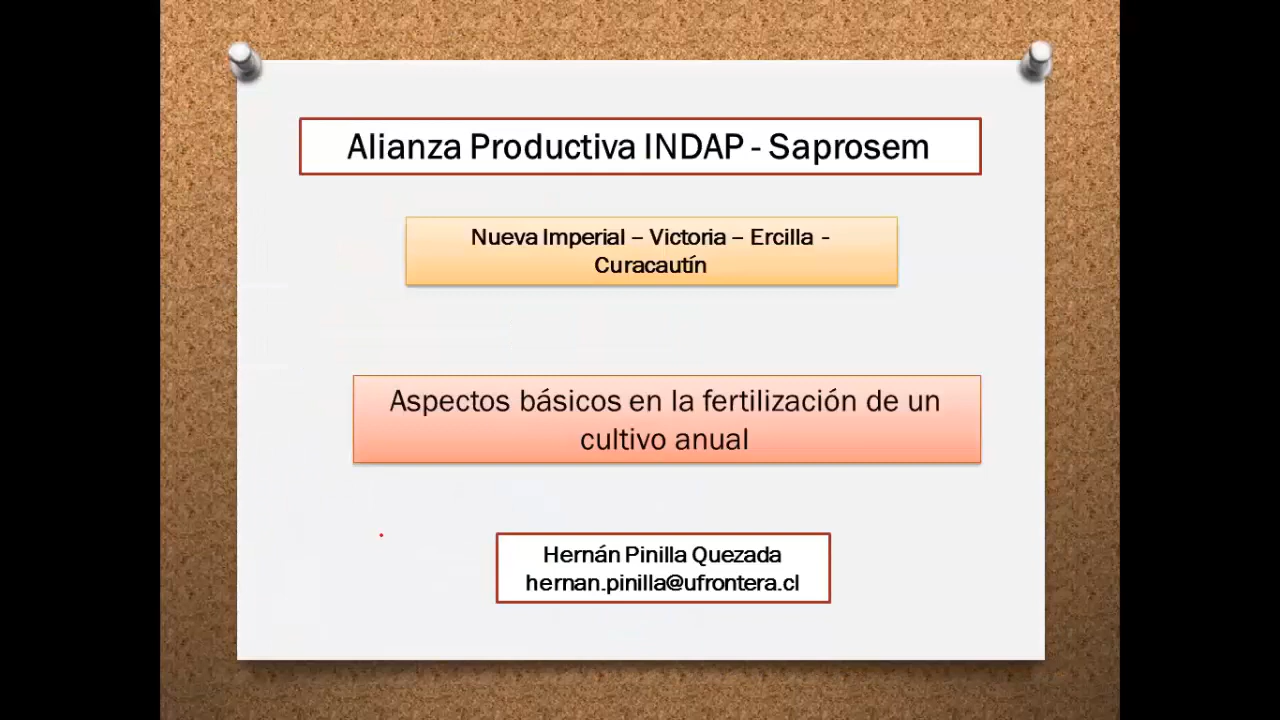 Alianza Productiva INDAP - Saprosem
Nueva Imperial – Victoria – Ercilla -
Curacautín
Aspectos básicos en la fertilización de un
cultivo anual
Hernán Pinilla Quezada
hernan.pinilla@ufrontera.cl